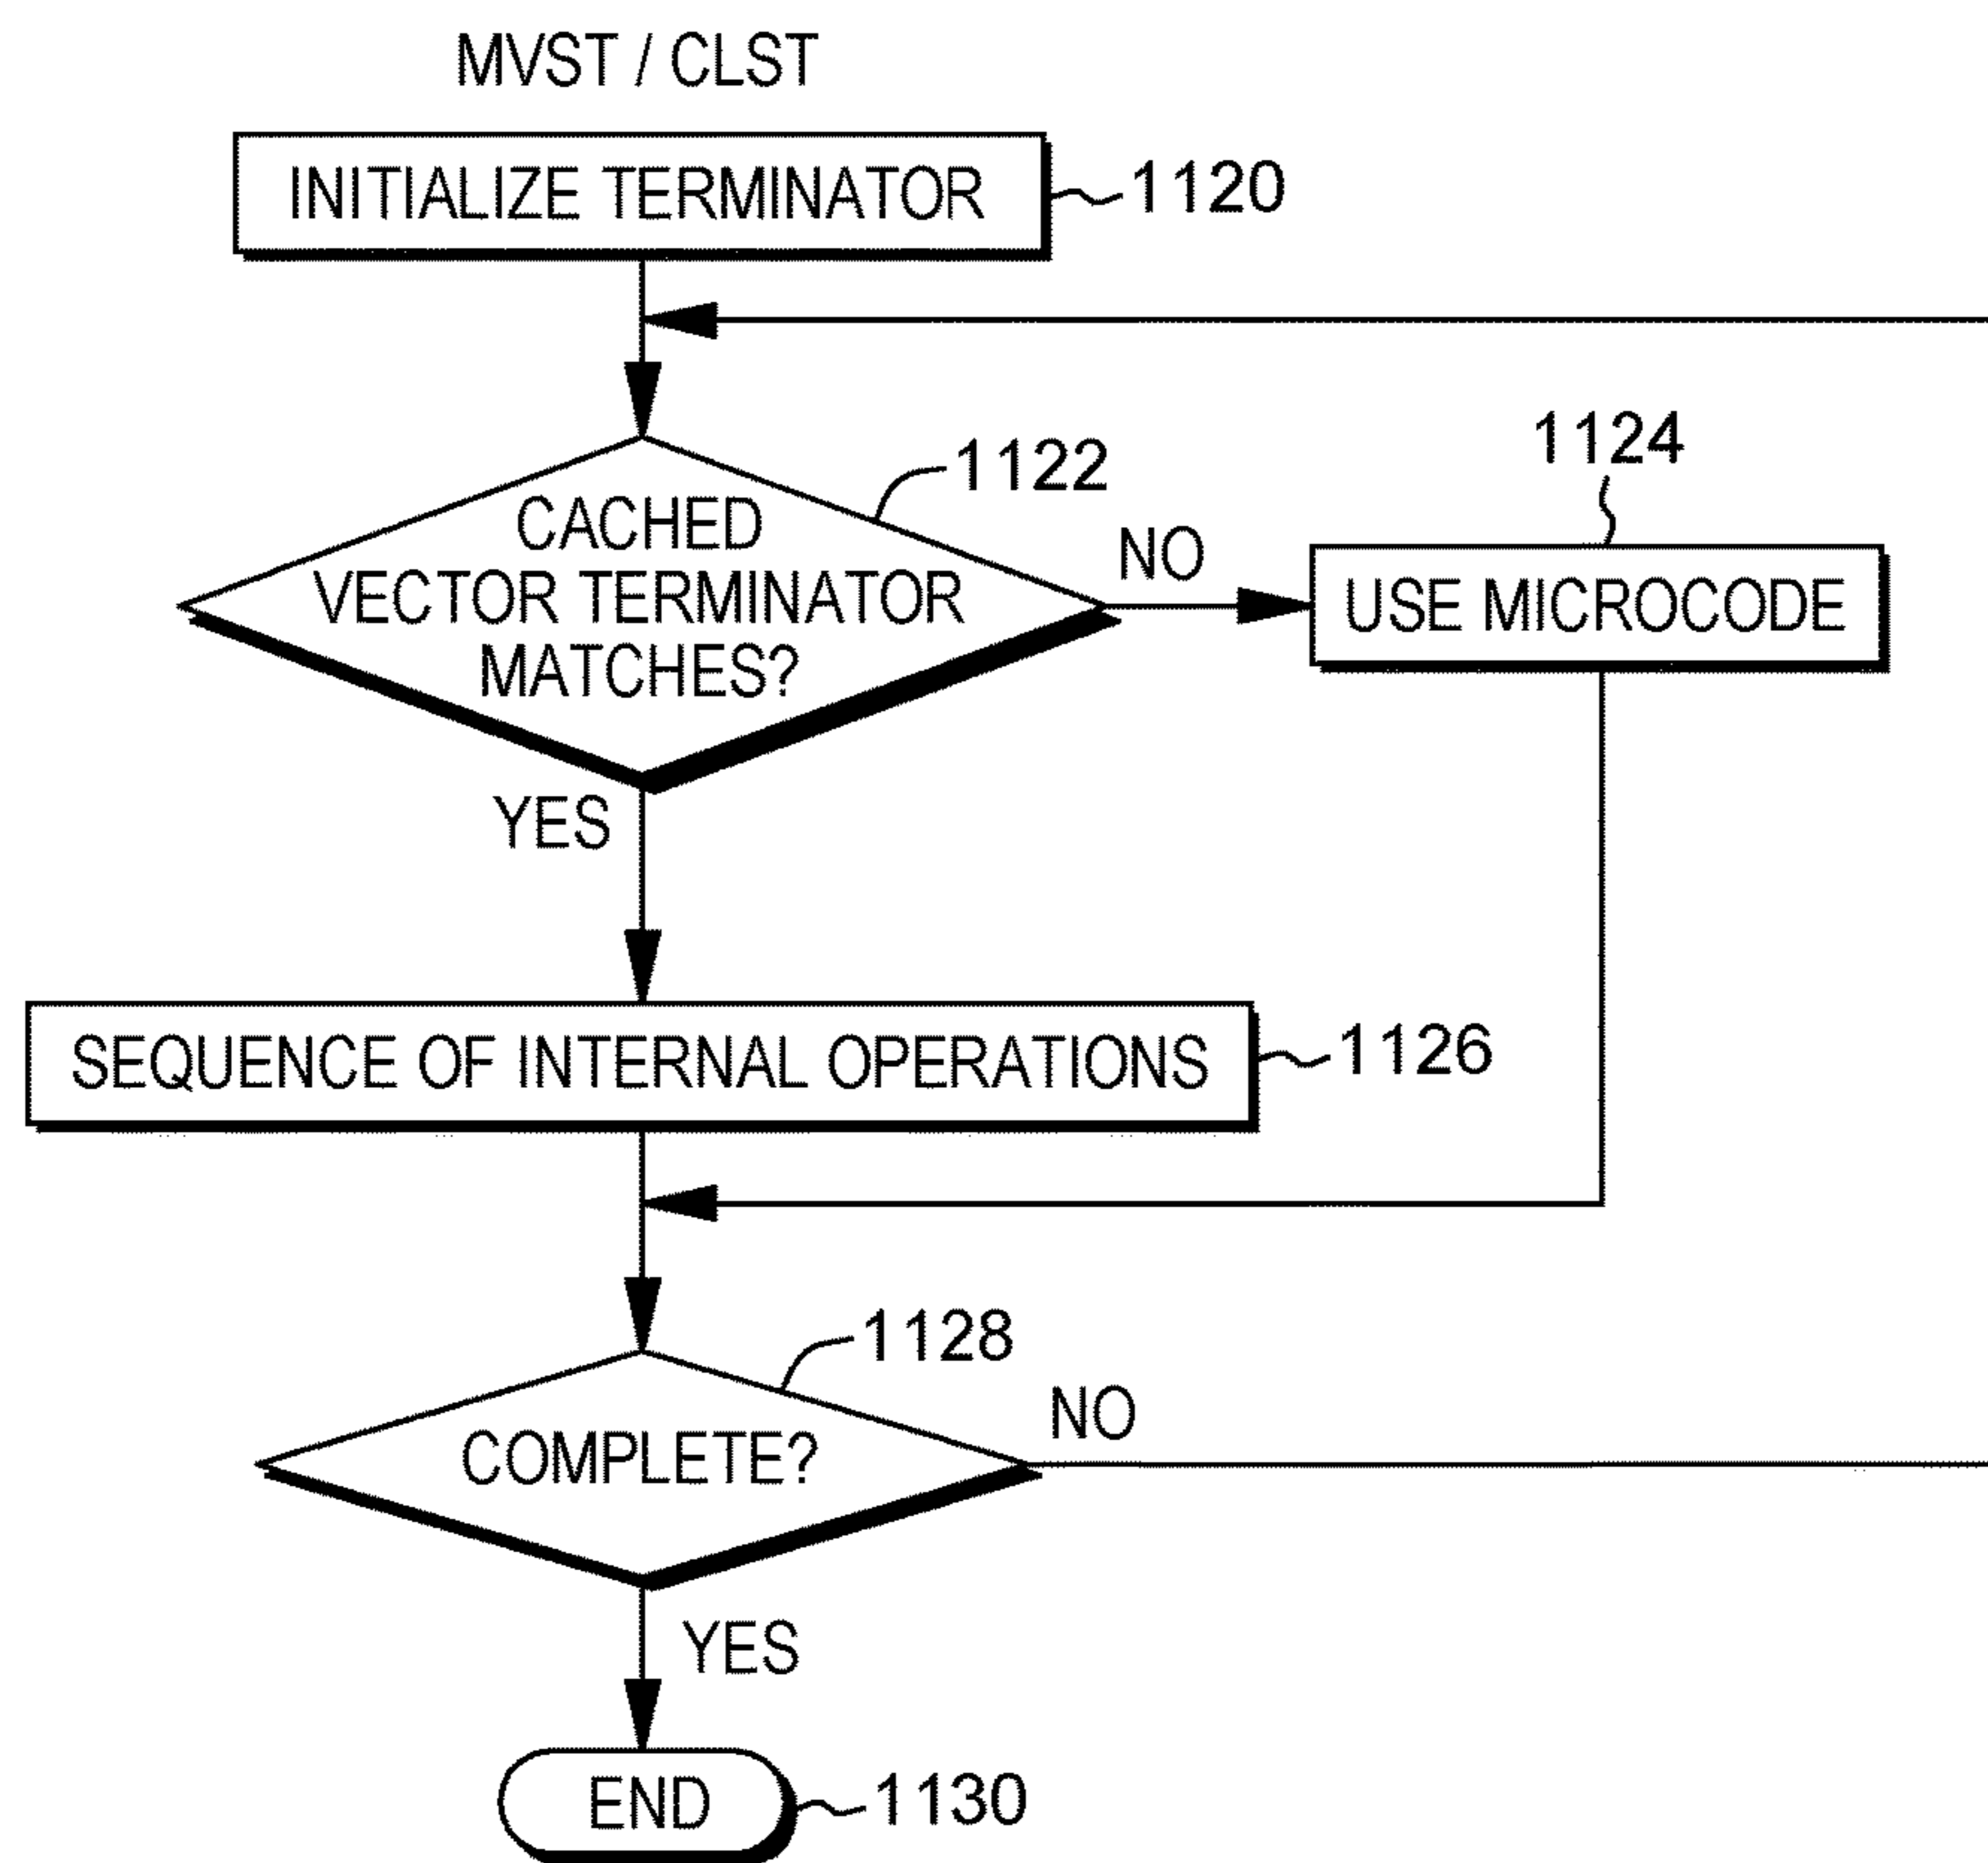 MVST / CLST
INITIALIZE TERMINATOR
1120
1122
CACHED
VECTOR TERMINATOR
MATCHES?
NO
1124
USE MICROCODE
YES
SEQUENCE OF INTERNAL OPERATIONS
1126
1128
COMPLETE?
NO
YES
END
1130